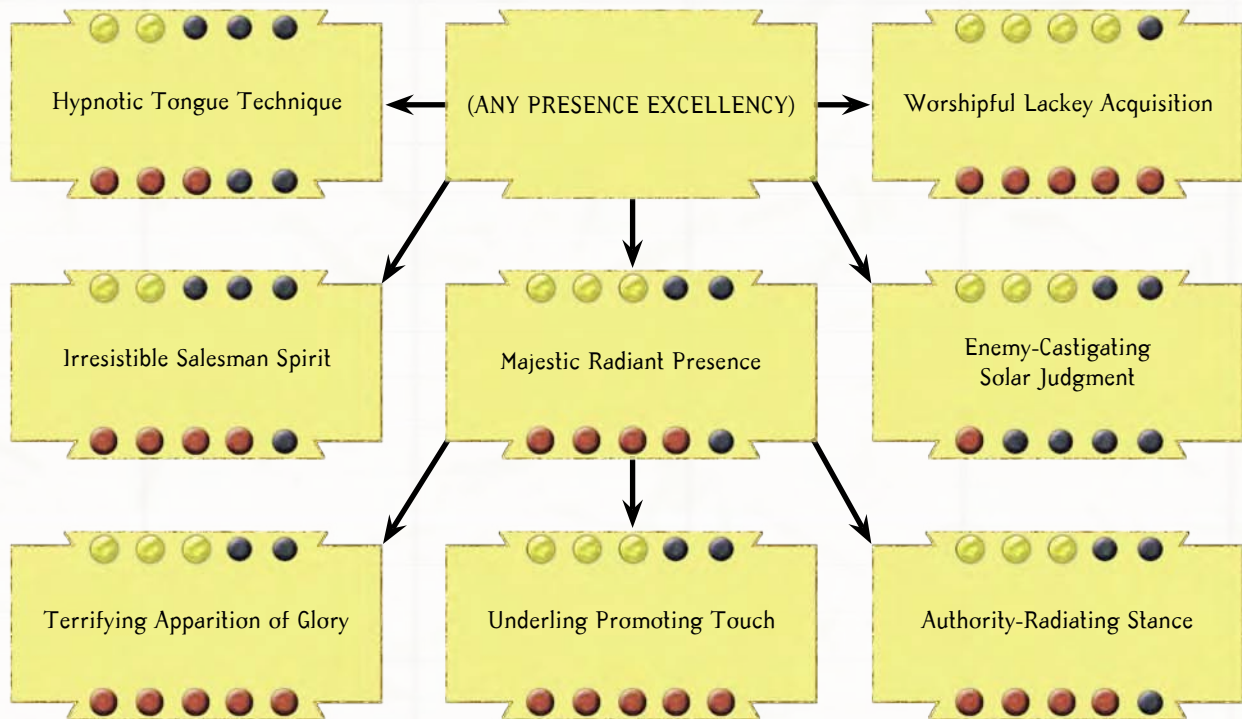 Hypnotic Tongue Technique
(ANY PRESENCE EXCELLENCY)
Worshipful Lackey Acquisition
Irresistible Salesman Spirit
Majestic Radiant Presence
Enemy-Castigating
Solar Judgment
Terrifying Apparition of Glory
Underling Promoting Touch
Authority-Radiating Stance